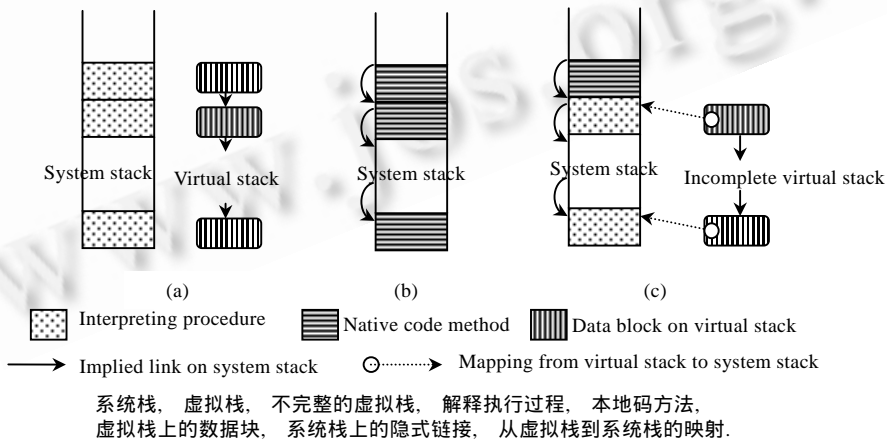 www.jos.org
System stack
Virtual stack
System stack
System stack
Incomplete virtual stack
(a)
(b)
(c)
Interpreting procedure
Native code method
Data block on virtual stack
Implied link on system stack
Mapping from virtual stack to system stack
系统栈, 虚拟栈, 不完整的虚拟栈, 解释执行过程, 本地码方法,
虚拟栈上的数据块, 系统栈上的隐式链接, 从虚拟栈到系统栈的映射.